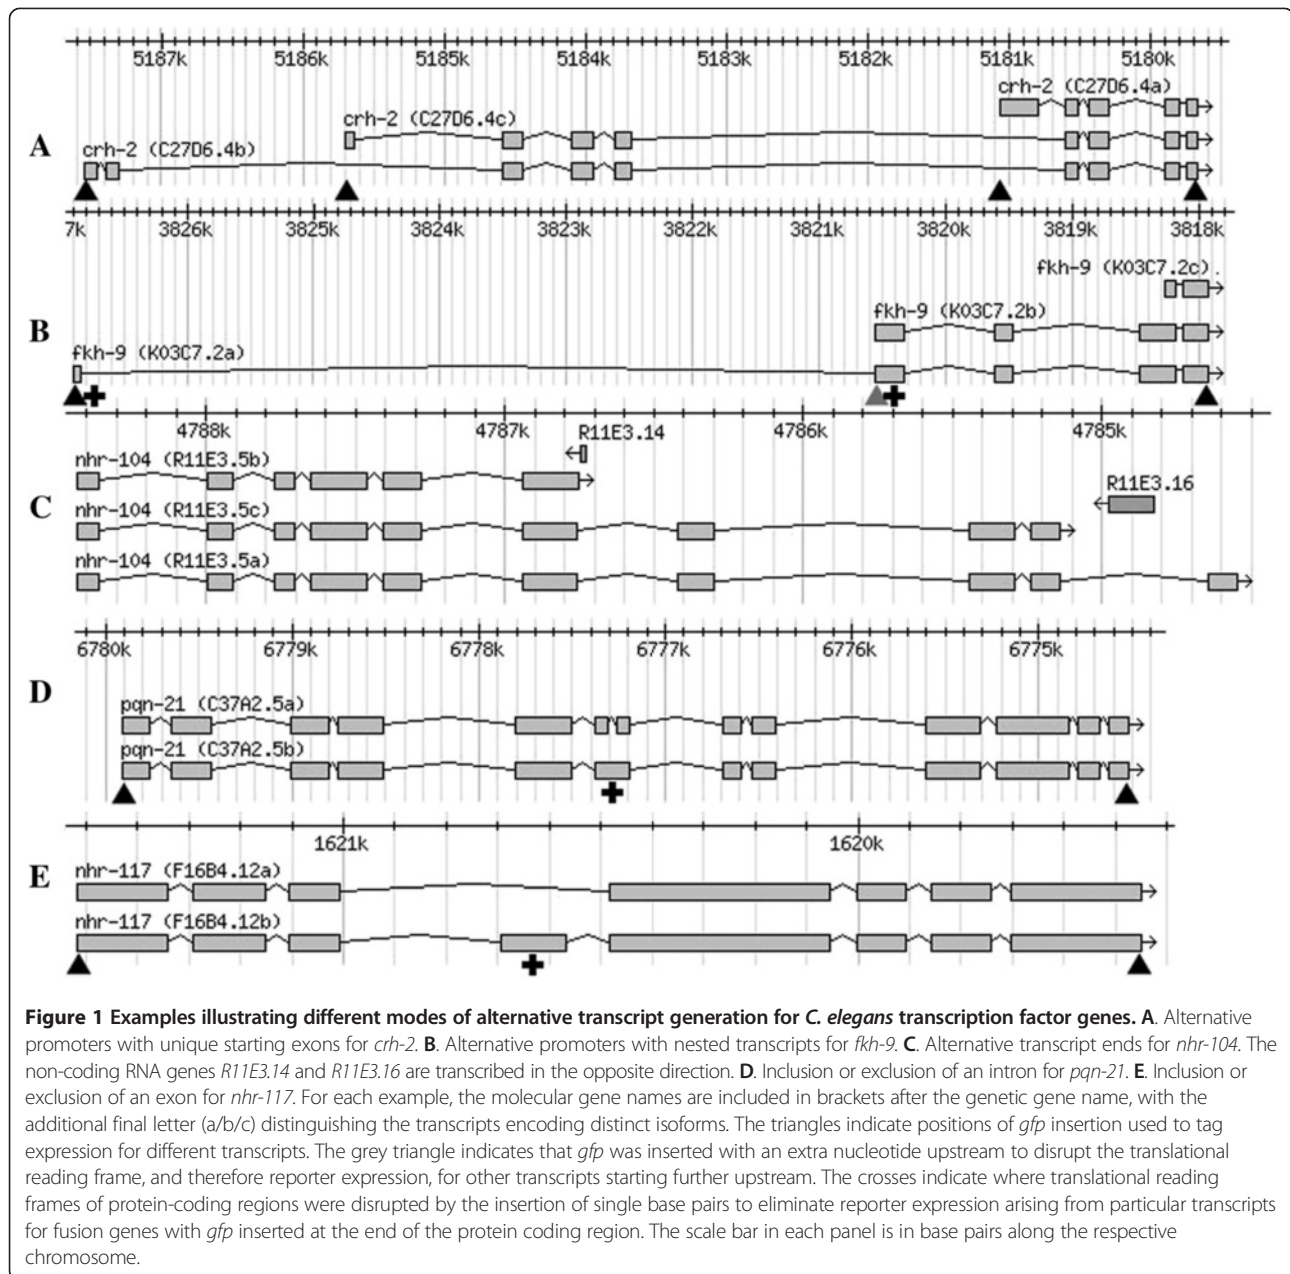 5187k 5186k 5185k 5184k 5183k 5182k 5181k 5180k
crh-2 (C27D6.4a)
crh-2 (C27D6.4c)
A
crh-2 (C27D6.4b)
7k 3826k 3825k 3824k 3823k 3822k 3821k 3820k 3819k 3818k
fkh-9 (K03C7.2c)
fkh-9 (K03C7.2b)
B
fkh-9 (K03C7.2a)
4788k 4787k 4786k 4785k
R11E3.14
nhr-104 (R11E3.5b)
R11E3.16
C
nhr-104 (R11E3.5c)
nhr-104 (R11E3.5a)
6780k 6779k 6778k 6777k 6776k 6775k
D
pqn-21 (C37A2.5a)
pqn-21 (C37A2.5b)
1621k 1620k
E
nhr-117 (F16B4.12a)
nhr-117 (F16B4.12b)
Figure 1 Examples illustrating different modes of alternative transcript generation for C. elegans transcription factor genes. A. Alternative
promoters with unique starting exons for crh-2. B. Alternative promoters with nested transcripts for fkh-9. C. Alternative transcript ends for nhr-104. The
non-coding RNA genes R11E3.14 and R11E3.16 are transcribed in the opposite direction. D. Inclusion or exclusion of an intron for pqn-21. E. Inclusion or
exclusion of an exon for nhr-117. For each example, the molecular gene names are included in brackets after the genetic gene name, with the
additional final letter (a/b/c) distinguishing the transcripts encoding distinct isoforms. The triangles indicate positions of gfp insertion used to tag
expression for different transcripts. The grey triangle indicates that gfp was inserted with an extra nucleotide upstream to disrupt the translational
reading frame, and therefore reporter expression, for other transcripts starting further upstream. The crosses indicate where translational reading
frames of protein-coding regions were disrupted by the insertion of single base pairs to eliminate reporter expression arising from particular transcripts
for fusion genes with gfp inserted at the end of the protein coding region. The scale bar in each panel is in base pairs along the respective
chromosome.